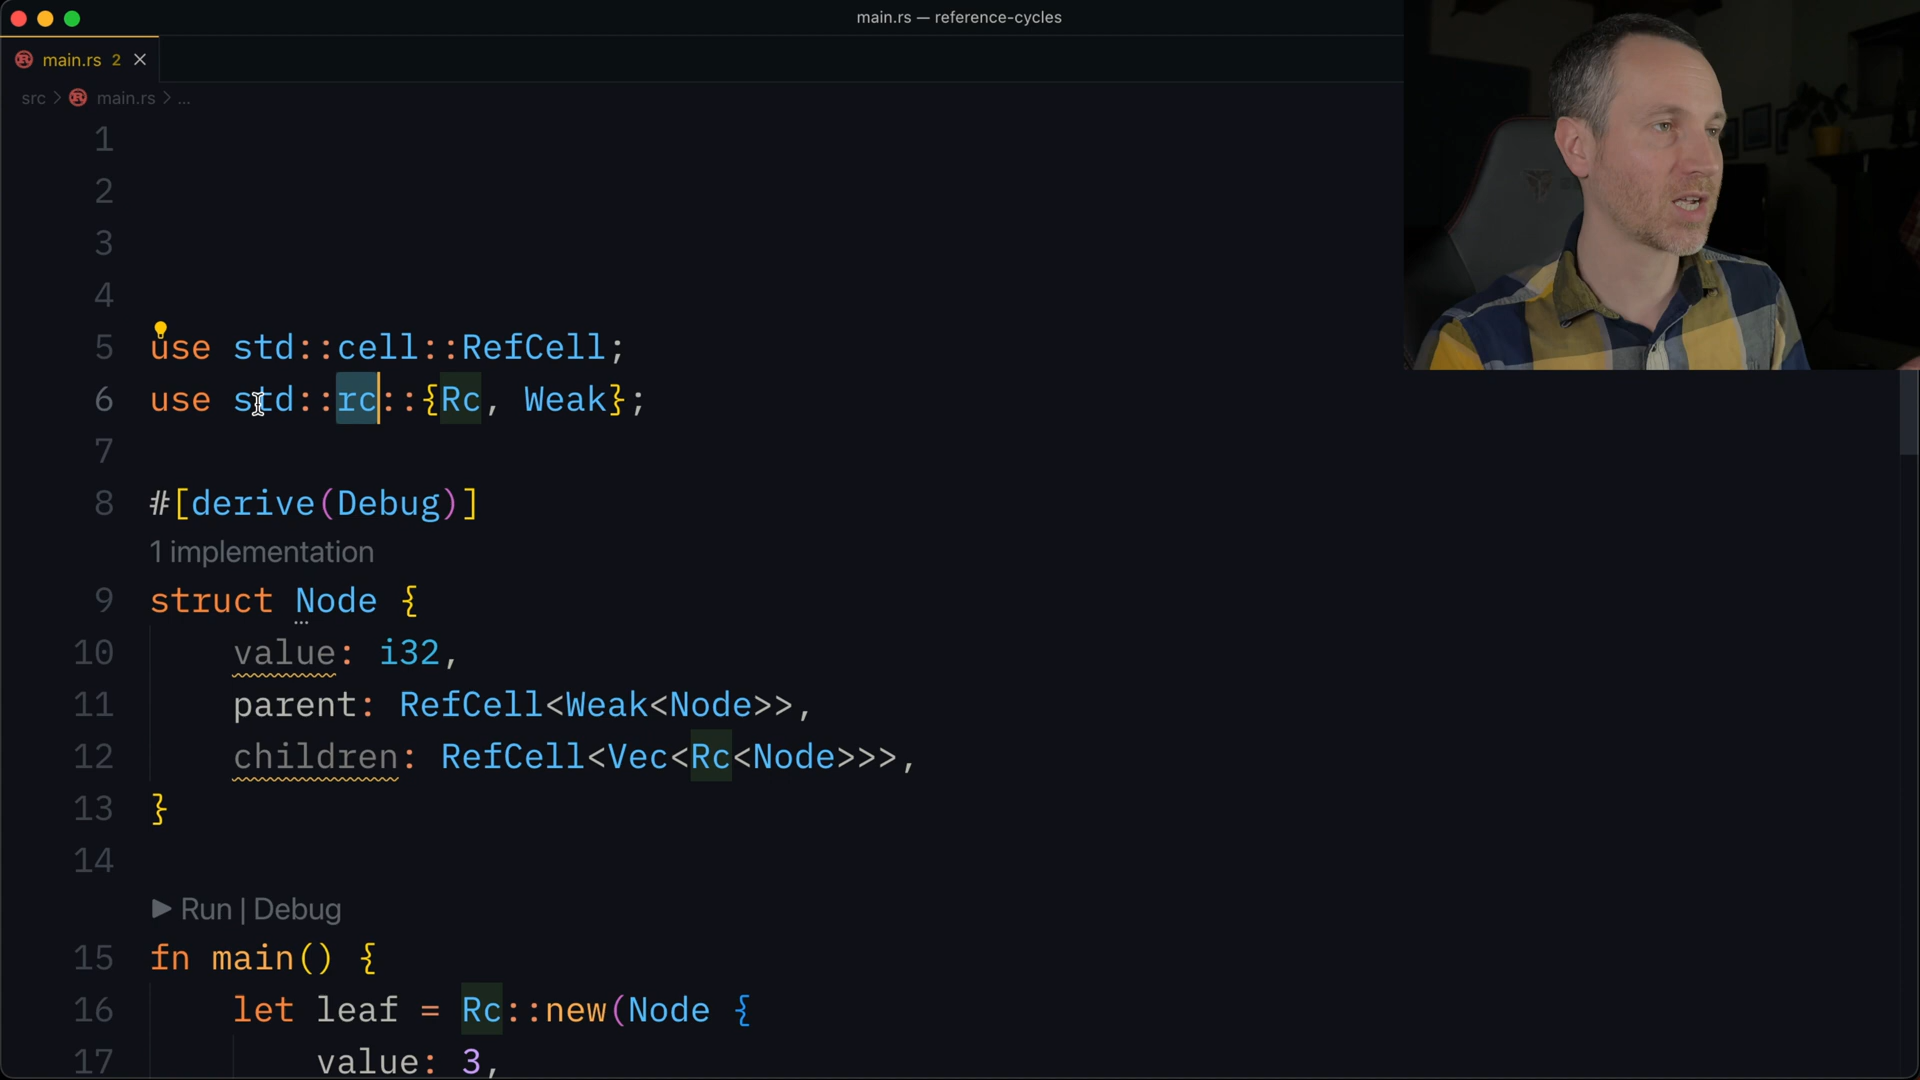 main.rs — reference-cycles
main.rs 2
src > main.rs > ...
1
2
3
4
5 use std::cell::RefCell;
6 use std::rc::{Rc, Weak};
7
8 #[derive(Debug)]
1 implementation
9 struct Node {
10 value: i32,
11 parent: RefCell<Weak<Node>>,
12 children: RefCell<Vec<Rc<Node>>>,
13 }
14
Run | Debug
15 fn main() {
16 let leaf = Rc::new(Node {
17 value: 3,